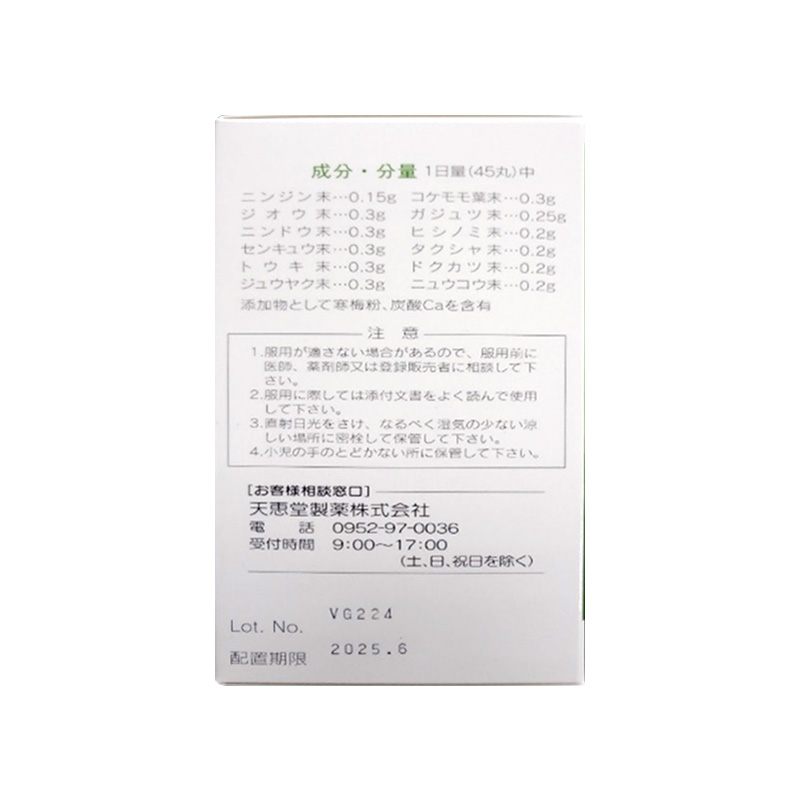 成分・分量 1日量(45丸)中
ニンジン末…0.15g コケモモ葉末…0.3g
ジオウ末…0.3g ガジュツ末…0.25g
ニンドウ末…0.3g ヒシノミ末…0.2g
センキュウ末…0.3g タクシャ末…0.2g
トウキ末…0.3g ドクカツ末…0.2g
ジュウヤク末…0.3g ニュウコウ末…0.2g
添加物として寒梅粉、炭酸Caを含有
注意
1.服用が適さない場合があるので、服用前に
医師、薬剤師又は登録販売者に相談して下
さい。
2.服用に際しては添付文書をよく読んで使用
して下さい。
3.直射日光をさけ、なるべく湿気の少ない涼
しい場所に密栓して保管して下さい。
4.小児の手のとどかない所に保管して下さい。
[お客様相談窓口]
天恵堂製薬株式会社
電話 0952-97-0036
受付時間 9:00～17:00
(土、日、祝日を除く)
Lot. No. VG224
配置期限 2025.6